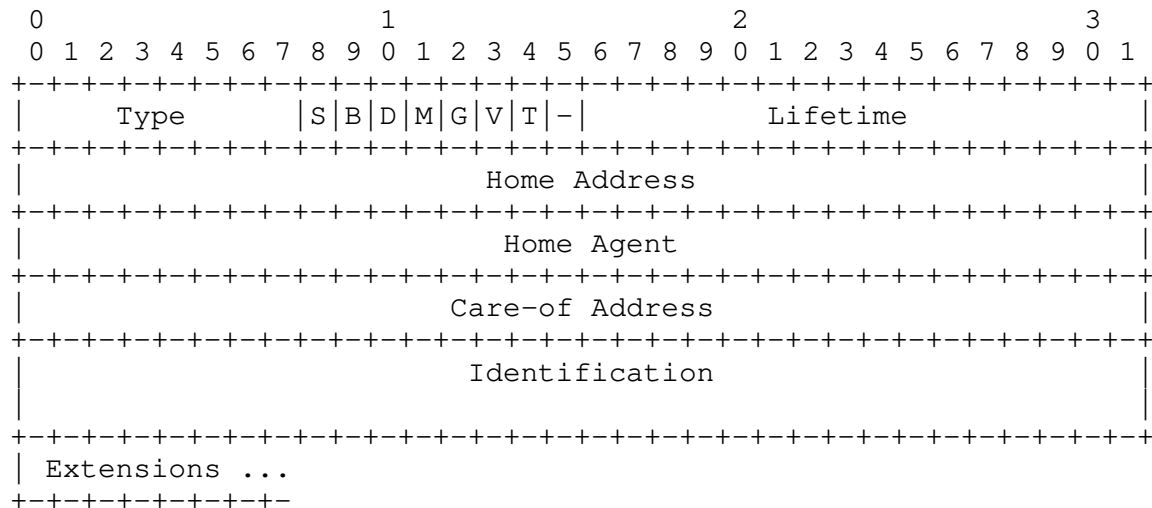 0                   1                   2                   3
0 1 2 3 4 5 6 7 8 9 0 1 2 3 4 5 6 7 8 9 0 1 2 3 4 5 6 7 8 9 0 1
+-+-+-+-+-+-+-+-+-+-+-+-+-+-+-+-+-+-+-+-+-+-+-+-+-+-+-+-+-+-+-+-+
|     Type      |S|B|D|M|G|V|T|-|          Lifetime             |
+-+-+-+-+-+-+-+-+-+-+-+-+-+-+-+-+-+-+-+-+-+-+-+-+-+-+-+-+-+-+-+-+
|                          Home Address                         |
+-+-+-+-+-+-+-+-+-+-+-+-+-+-+-+-+-+-+-+-+-+-+-+-+-+-+-+-+-+-+-+-+
|                           Home Agent                          |
+-+-+-+-+-+-+-+-+-+-+-+-+-+-+-+-+-+-+-+-+-+-+-+-+-+-+-+-+-+-+-+-+
|                        Care-of Address                        |
+-+-+-+-+-+-+-+-+-+-+-+-+-+-+-+-+-+-+-+-+-+-+-+-+-+-+-+-+-+-+-+-+
|                         Identification                        |
|                                                               |
+-+-+-+-+-+-+-+-+-+-+-+-+-+-+-+-+-+-+-+-+-+-+-+-+-+-+-+-+-+-+-+-+
| Extensions ...
+-+-+-+-+-+-+-+-